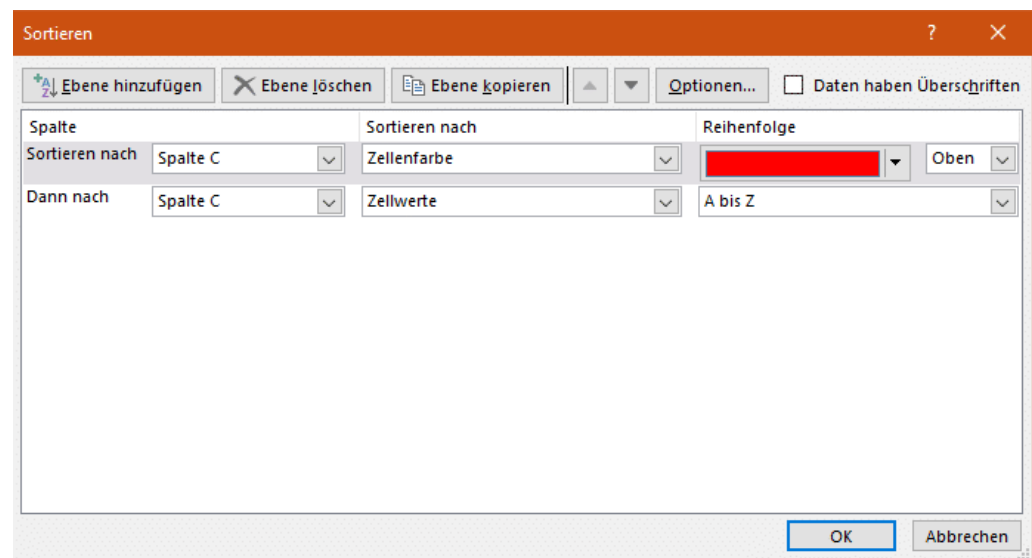 Sortieren ?
Ebene hinzufügen Ebene löschen Ebene kopieren Optionen... Daten haben Überschriften
Spalte Sortieren nach Reihenfolge
Sortieren nach Spalte C Zellenfarbe Oben
Dann nach Spalte C Zellwerte A bis Z
OK Abbrechen